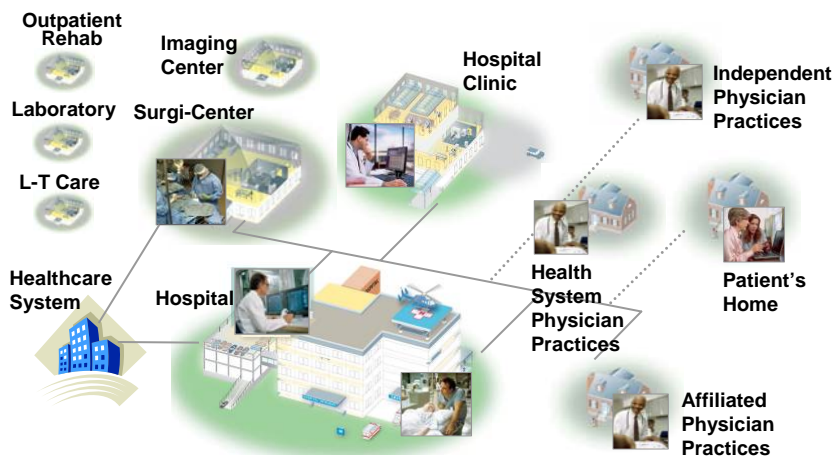 Outpatient
Rehab
Imaging
Center
Hospital
Clinic
Independent
Physician
Practices
Laboratory
Surgi-Center
L-T Care
Healthcare
System
Hospital
Health
System
Physician
Practices
Patient's
Home
Affiliated
Physician
Practices